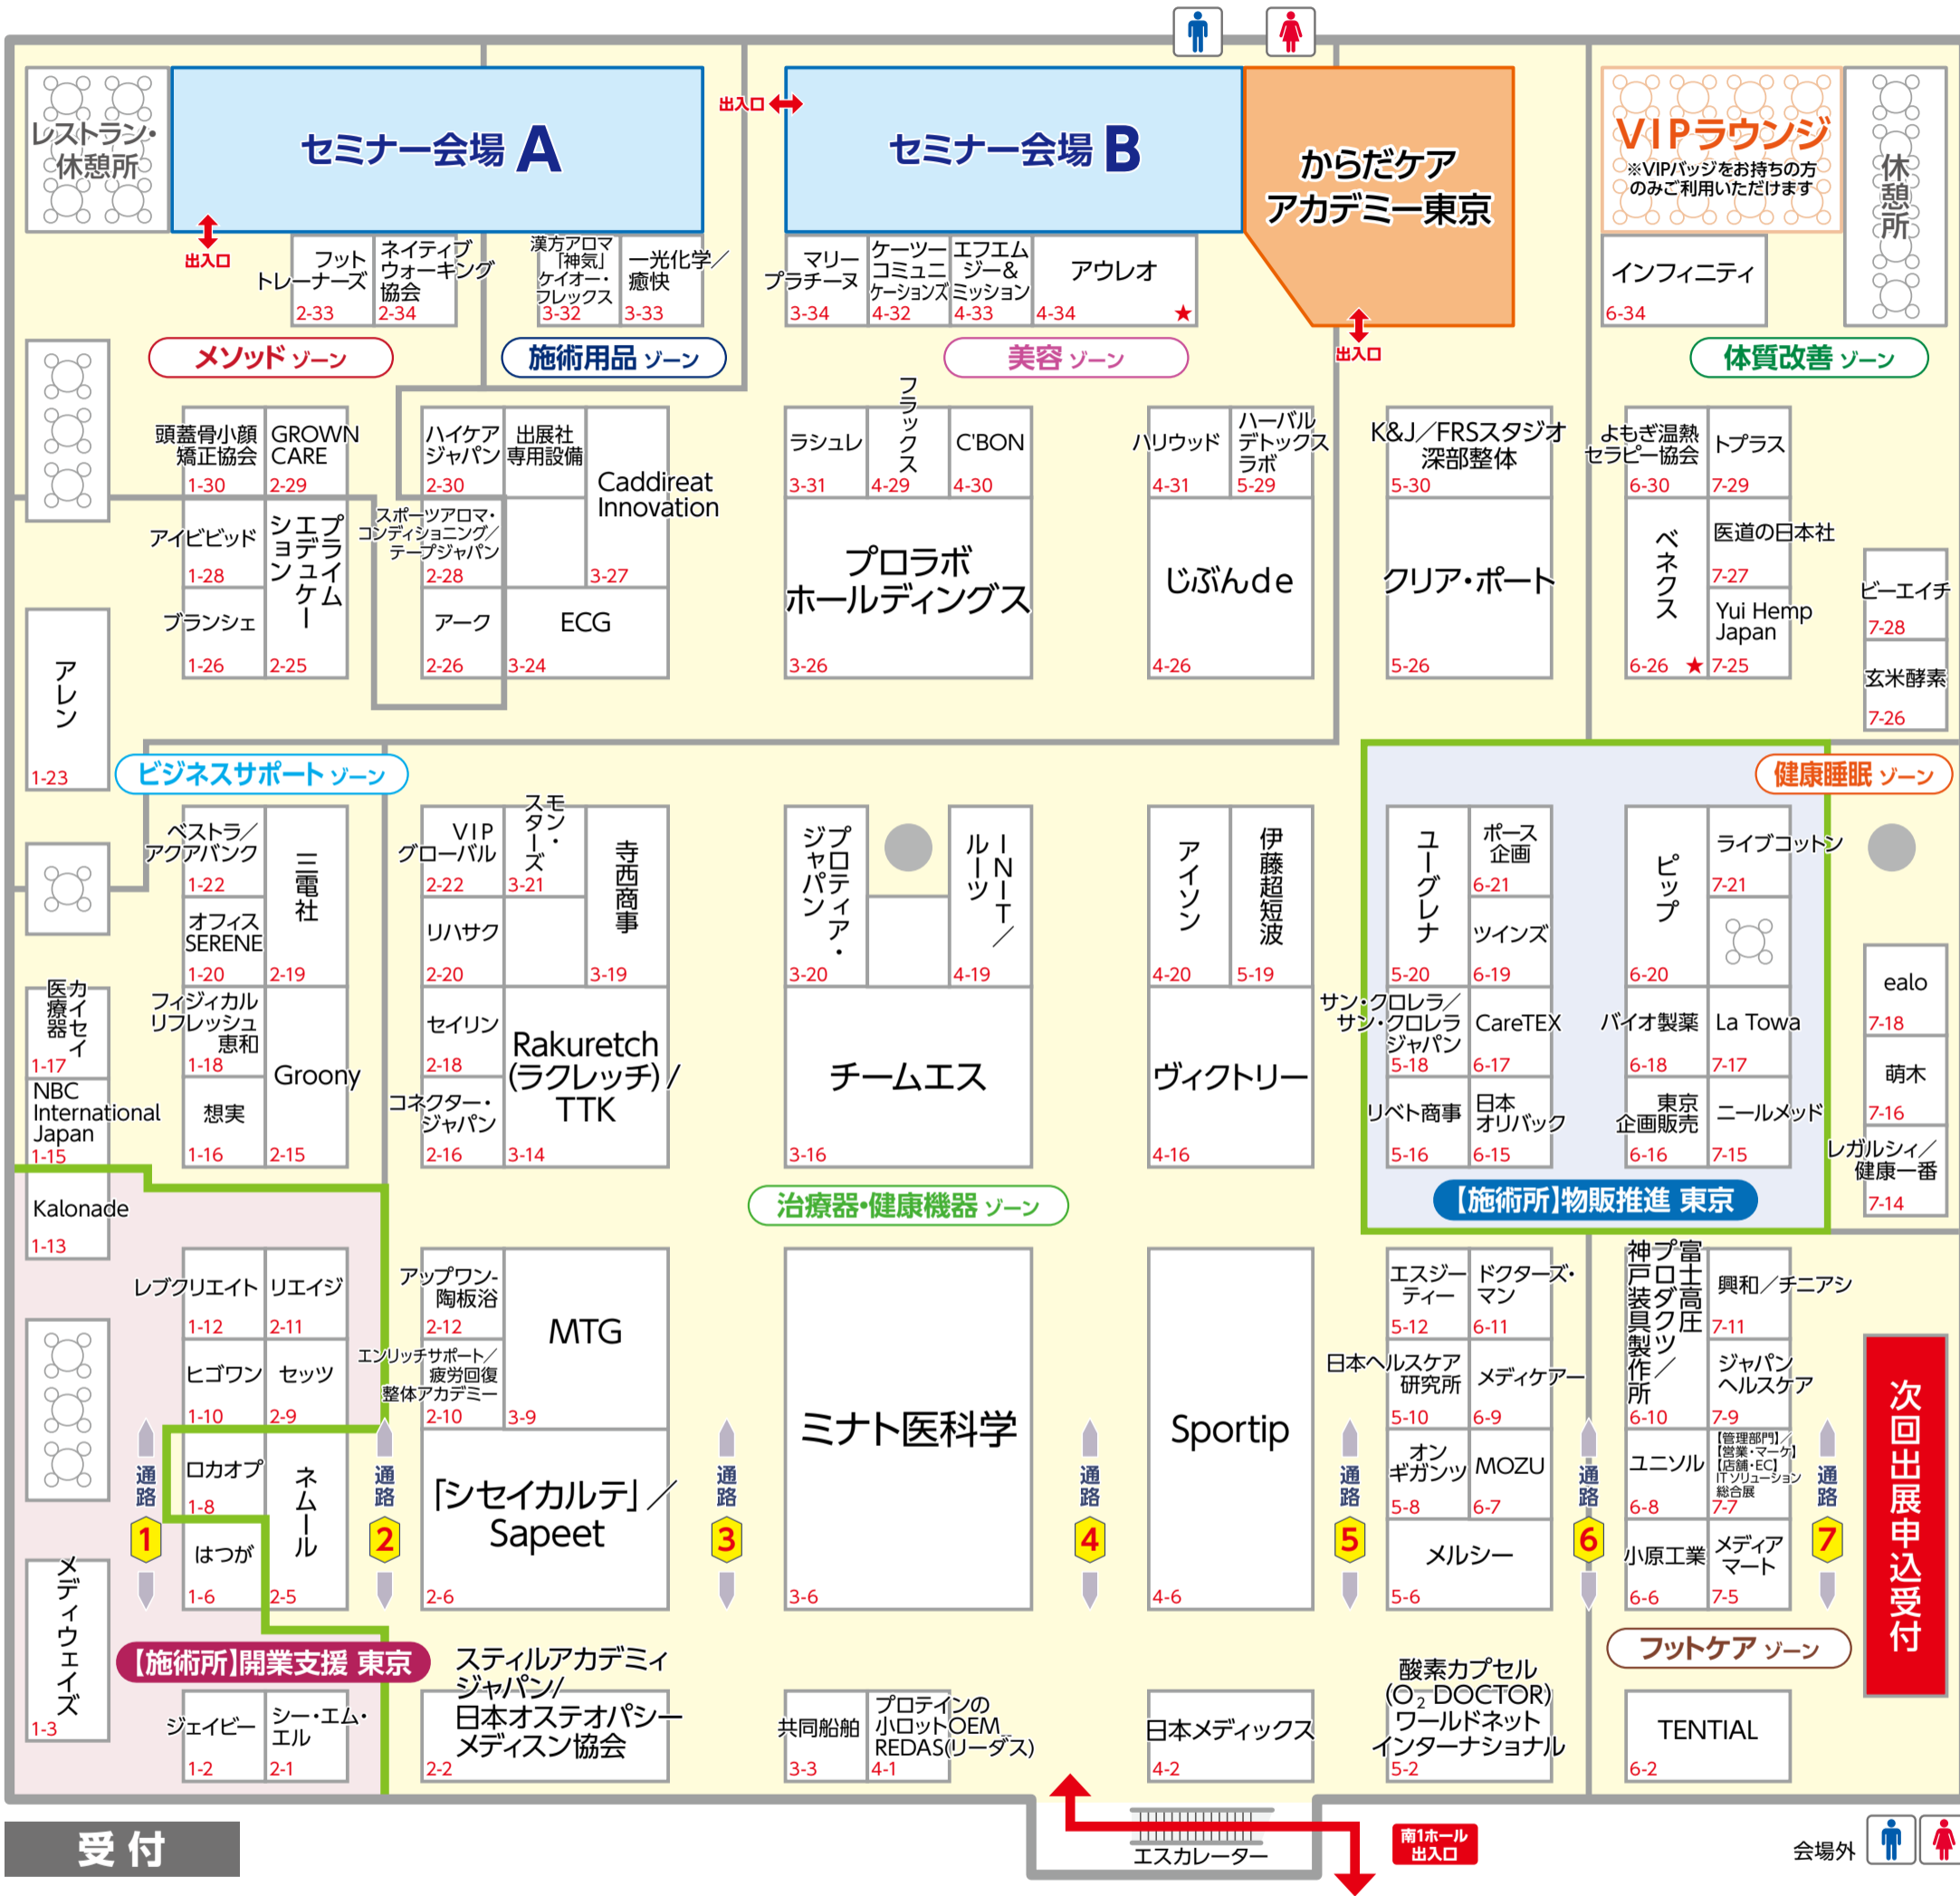 出入口
レストラン・
休憩所
セミナー会場 A
出入口
セミナー会場 B
からだケア
アカデミー東京
出入口
VIPラウンジ
※VIPバッジをお持ちの方
のみご利用いただけます
休憩所
フット
トレーナーズ
2-33
ネイティブ
ウォーキング
協会
2-34
漢方アロマ
「神気」
ケイオー・
フレックス
3-32
一光化学／
癒快
3-33
マリー
プラチーヌ
3-34
ケーツー
コミュニ
ケーションズ
4-32
エフエム
ジー＆
ミッション
4-33
アウレオ
4-34
★
インフィニティ
6-34
メソッド ゾーン
施術用品 ゾーン
美容 ゾーン
体質改善 ゾーン
頭蓋骨小顔
矯正協会
1-30
GROWN
CARE
2-29
ハイケア
ジャパン
2-30
出展社
専用設備
Caddireat
Innovation
3-27
ラシュレ
3-31
フラックス
4-29
C'BON
4-30
ハリウッド
4-31
ハーバル
デトックス
ラボ
5-29
K&J／FRSスタジオ
深部整体
5-30
よもぎ温熱
セラピー協会
6-30
トプラス
7-29
アイビビッド
1-28
プライム
エデュケー
ション
2-25
スポーツアロマ・
コンディショニング／
テープジャパン
2-28
プロラボ
ホールディングス
3-26
じぶんde
4-26
クリア・ポート
5-26
ベネクス
6-26 ★
医道の日本社
7-27
ビーエイチ
7-28
ブランシェ
1-26
アーク
2-26
ECG
3-24
Yui Hemp
Japan
7-25
玄米酵素
7-26
アレン
1-23
ビジネスサポート ゾーン
健康睡眠 ゾーン
ベストラ／
アクアバンク
1-22
三電社
2-19
VIP
グローバル
2-22
モン・
スターズ
3-21
寺西商事
3-19
プロティア・
ジャパン
3-20
INIT／
ルーツ
4-19
アイソン
4-20
伊藤超短波
5-19
ユーグレナ
5-20
ポース
企画
6-21
ピップ
6-20
ライブコットン
7-21
オフィス
SERENE
1-20
リハサク
2-20
ツインズ
6-19
ealo
7-18
カイセイ
医療器
1-17
フィジィカル
リフレッシュ
恵和
1-18
Groony
2-15
セイリン
2-18
Rakuretch
(ラクレッチ)／
TTK
3-14
チームエス
3-16
ヴィクトリー
4-16
サン・クロレラ／
サン・クロレラ
ジャパン
5-18
CareTEX
6-17
バイオ製薬
6-18
La Towa
7-17
萌木
7-16
NBC
International
Japan
1-15
想実
1-16
コネクター・
ジャパン
2-16
リベト商事
5-16
日本
オリバック
6-15
東京
企画販売
6-16
ニールメッド
7-15
レガルシィ／
健康一番
7-14
Kalonade
1-13
治療器・健康機器 ゾーン
【施術所】物販推進 東京
レブクリエイト
1-12
リエイジ
2-11
アップワン-
陶板浴
2-12
MTG
3-9
ミナト医科学
3-6
Sportip
4-6
エスジー
ティー
5-12
ドクターズ・
マン
6-11
富士高圧
プロダクツ／
神戸装具製作所
6-10
興和／チニアシ
7-11
ヒゴワン
1-10
セッツ
2-9
エンリッチサポート／
疲労回復
整体アカデミー
2-10
日本ヘルスケア
研究所
5-10
メディケアー
6-9
ジャパン
ヘルスケア
7-9
次回出展申込受付
ロカオプ
1-8
ネムール
2-5
「シセイカルテ」／
Sapeet
2-6
オン
ギガンツ
5-8
MOZU
6-7
ユニソル
6-8
【管理部門】／
【営業・マーケ】
【店舗・EC】
ITソリューション
総合展
7-7
通路
1
通路
2
通路
3
通路
4
通路
5
通路
6
通路
7
はつが
1-6
メルシー
5-6
小原工業
6-6
メディア
マート
7-5
メディウェイズ
1-3
【施術所】開業支援 東京
フットケア ゾーン
ジェイビー
1-2
シー・エム・
エル
2-1
スティルアカデミィ
ジャパン/
日本オステオパシー
メディスン協会
2-2
共同船舶
3-3
プロテインの
小ロットOEM_
REDAS(リーダス)
4-1
日本メディックス
4-2
酸素カプセル
(O₂ DOCTOR)
ワールドネット
インターナショナル
5-2
TENTIAL
6-2
受付
エスカレーター
南1ホール
出入口
会場外